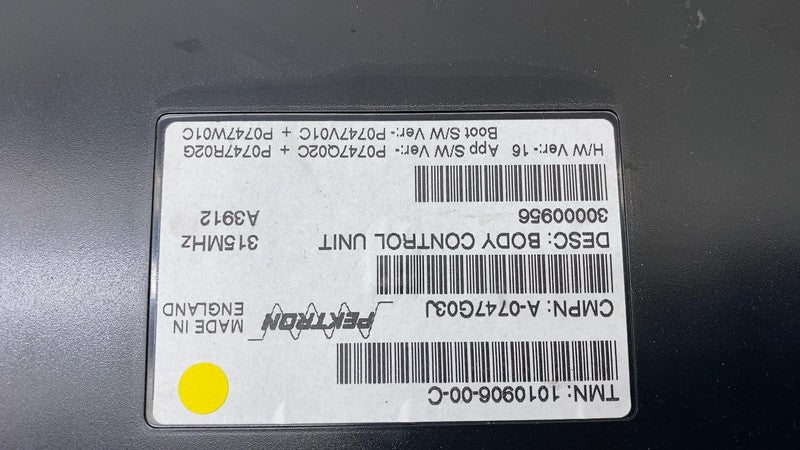 TMN: 1010906-00-C
PEKTRON
MADE IN
ENGLAND
CMPN: A-0747G03J
DESC: BODY CONTROL UNIT 315MHz
30000956 A3912
H/W Ver:- 16 App S/W Ver:- P0747Q02C + P0747R02G
Boot S/W Ver:- P0747V01C + P0747W01C